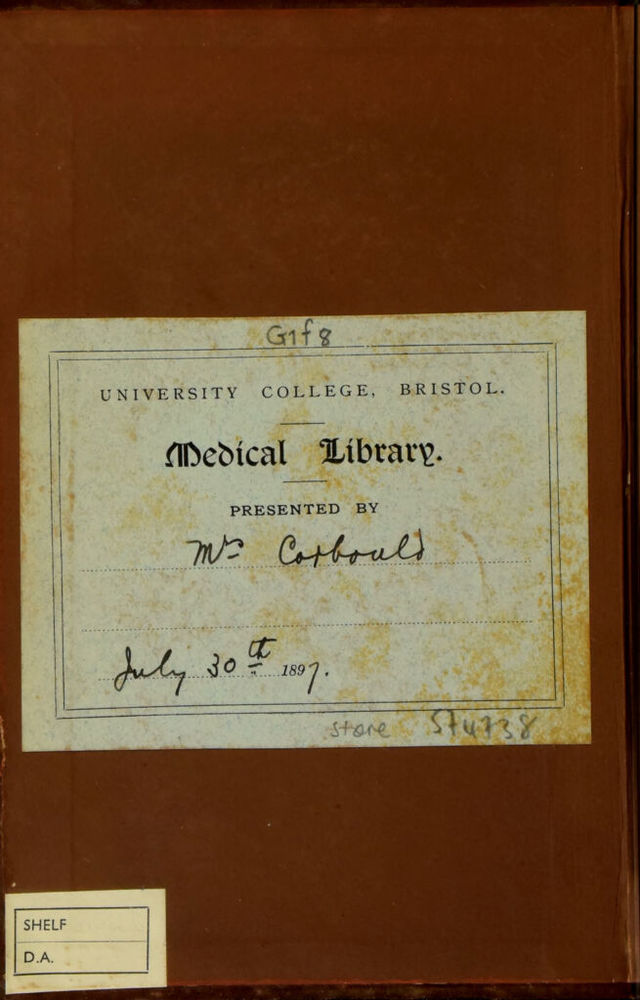 G1f8
UNIVERSITY COLLEGE, BRISTOL.
Medical Library.
PRESENTED BY
Mrs Corbould
July 30th 1897.
store 574738
SHELF
D.A.